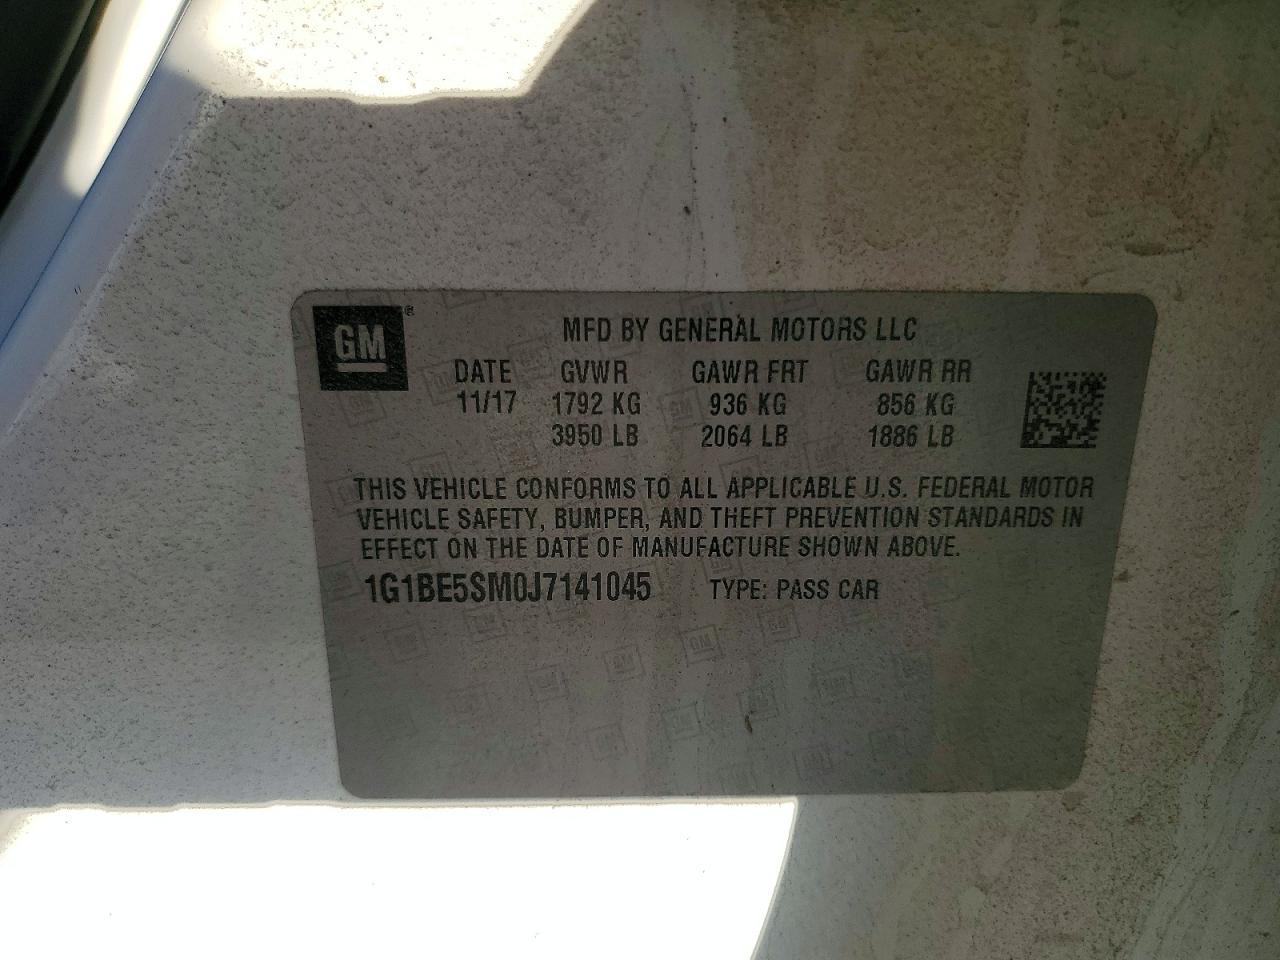 GM ®
MFD BY GENERAL MOTORS LLC
DATE GVWR GAWR FRT GAWR RR
11/17 1792 KG 936 KG 856 KG
3950 LB 2064 LB 1886 LB
THIS VEHICLE CONFORMS TO ALL APPLICABLE U.S. FEDERAL MOTOR
VEHICLE SAFETY, BUMPER, AND THEFT PREVENTION STANDARDS IN
EFFECT ON THE DATE OF MANUFACTURE SHOWN ABOVE.
1G1BE5SM0J7141045 TYPE: PASS CAR